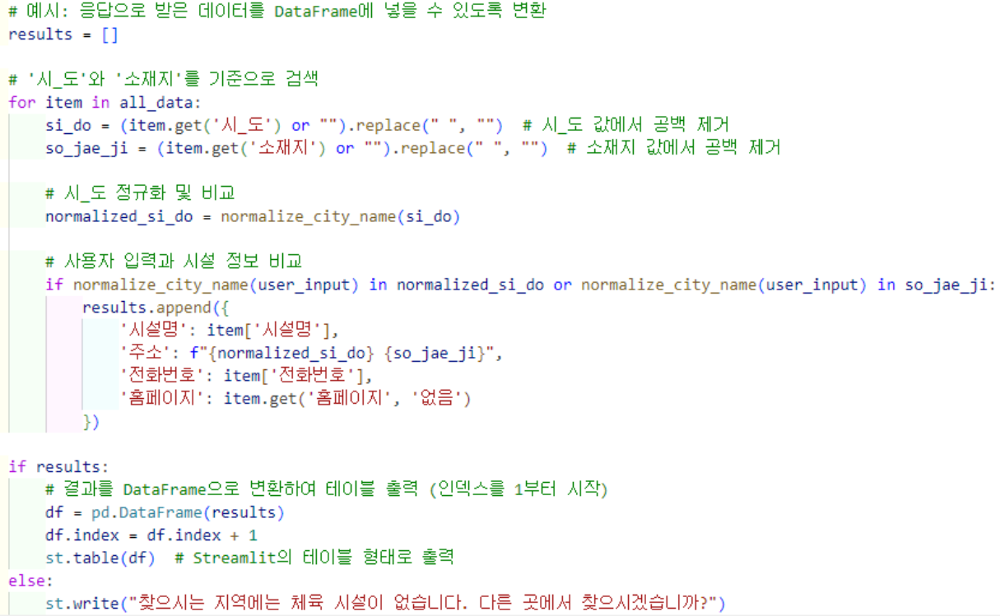 # 예시: 응답으로 받은 데이터를 DataFrame에 넣을 수 있도록 변환
results = []
# '시_도'와 '소재지'를 기준으로 검색
for item in all_data:
    si_do = (item.get('시_도') or "").replace(" ", "")  # 시_도 값에서 공백 제거
    so_jae_ji = (item.get('소재지') or "").replace(" ", "")  # 소재지 값에서 공백 제거
    # 시_도 정규화 및 비교
    normalized_si_do = normalize_city_name(si_do)
    # 사용자 입력과 시설 정보 비교
    if normalize_city_name(user_input) in normalized_si_do or normalize_city_name(user_input) in so_jae_ji:
        results.append({
            '시설명': item['시설명'],
            '주소': f"{normalized_si_do} {so_jae_ji}",
            '전화번호': item['전화번호'],
            '홈페이지': item.get('홈페이지', '없음')
        })
if results:
    # 결과를 DataFrame으로 변환하여 테이블 출력 (인덱스를 1부터 시작)
    df = pd.DataFrame(results)
    df.index = df.index + 1
    st.table(df)  # Streamlit의 테이블 형태로 출력
else:
    st.write("찾으시는 지역에는 체육 시설이 없습니다. 다른 곳에서 찾으시겠습니까?")